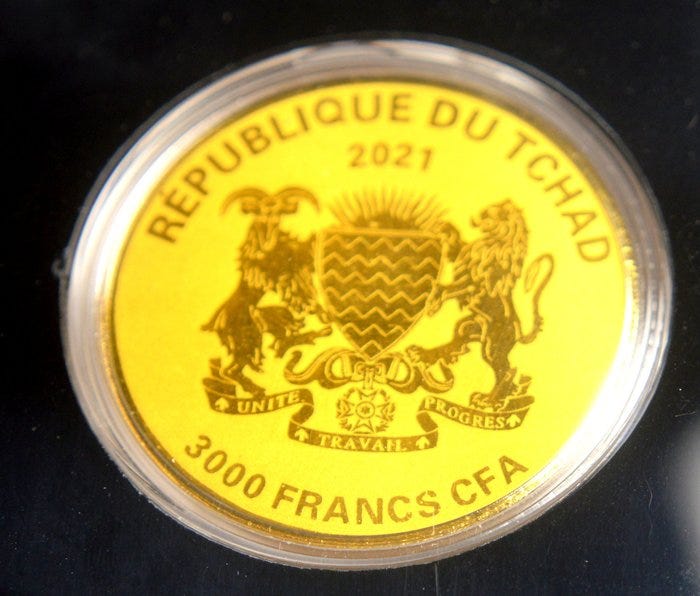 RÉPUBLIQUE DU TCHAD
2021
UNITE TRAVAIL PROGRES
3000 FRANCS CFA